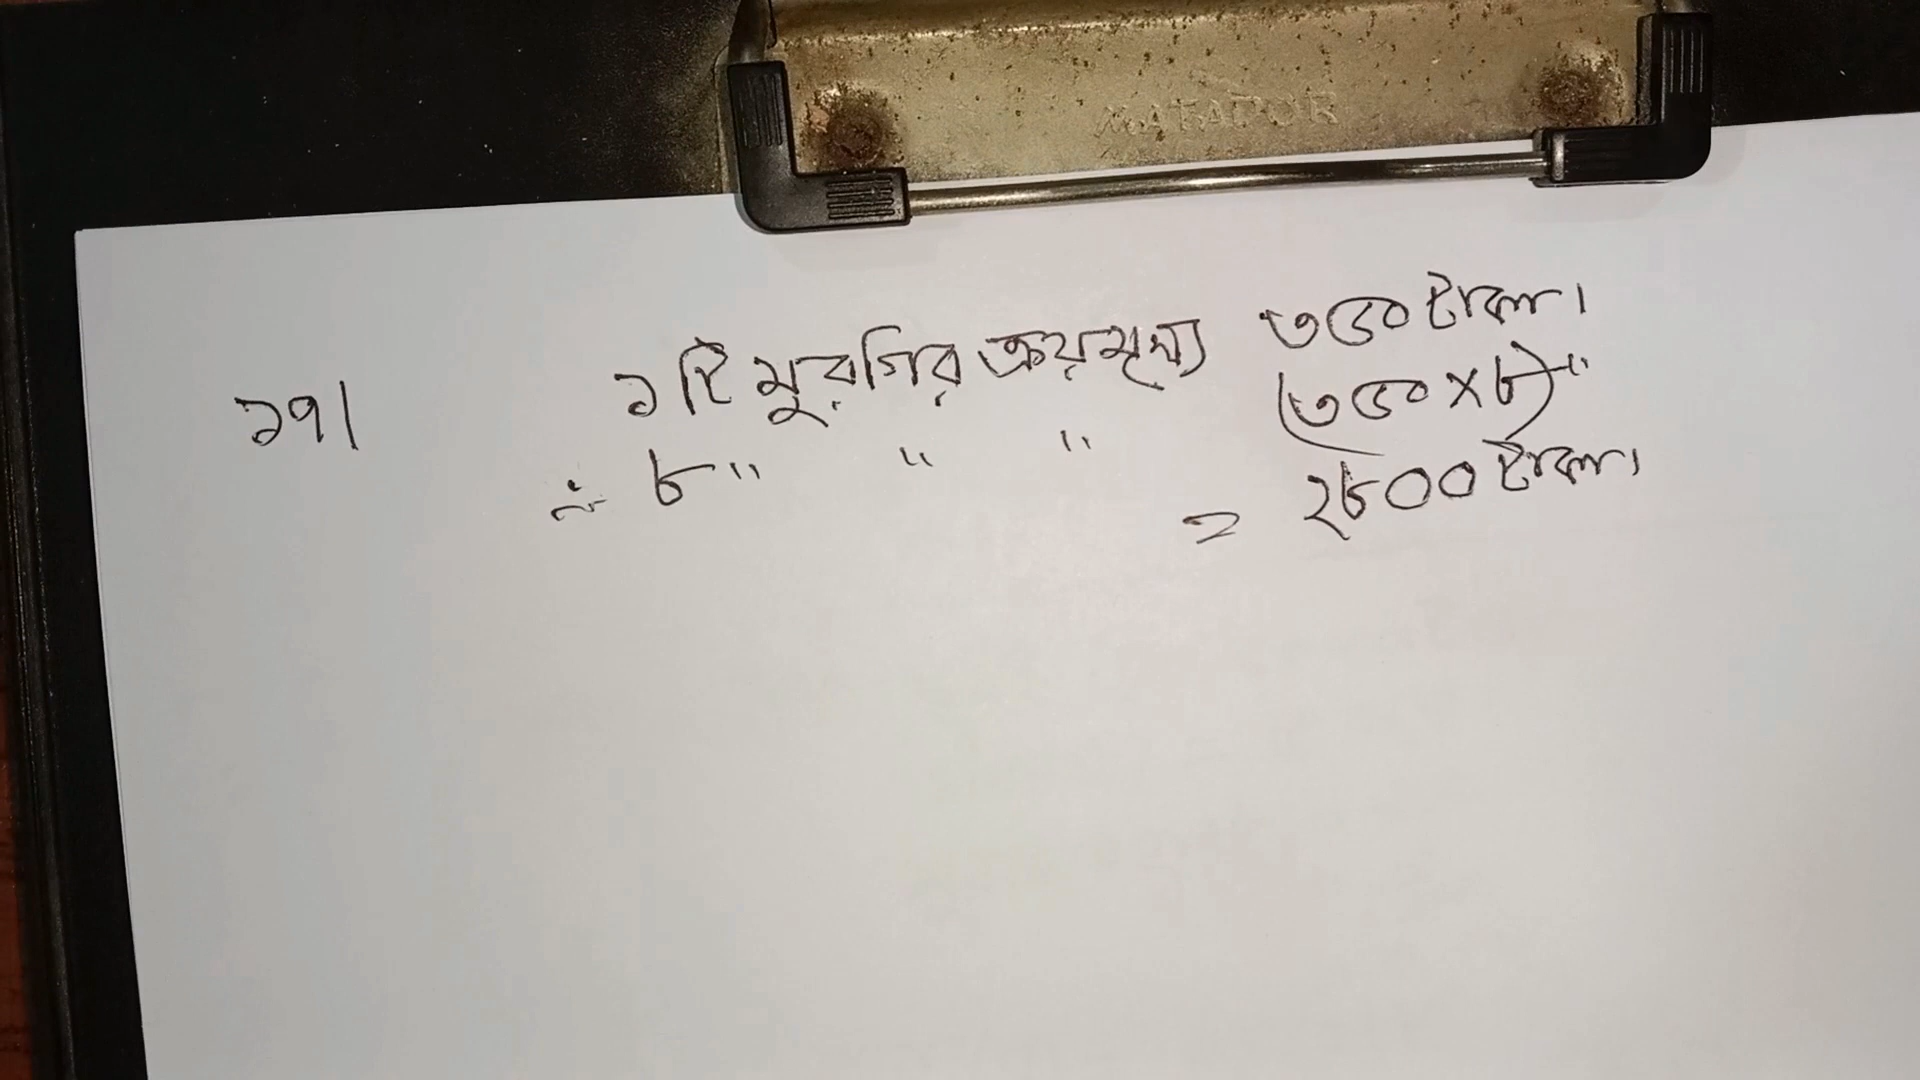 MATADOR
১৭। ১টি মুরগির ক্রয়মূল্য ৩৫০ টাকা।
∴ ৮ " " " (৩৫০ × ৮) "
= ২৮০০ টাকা।